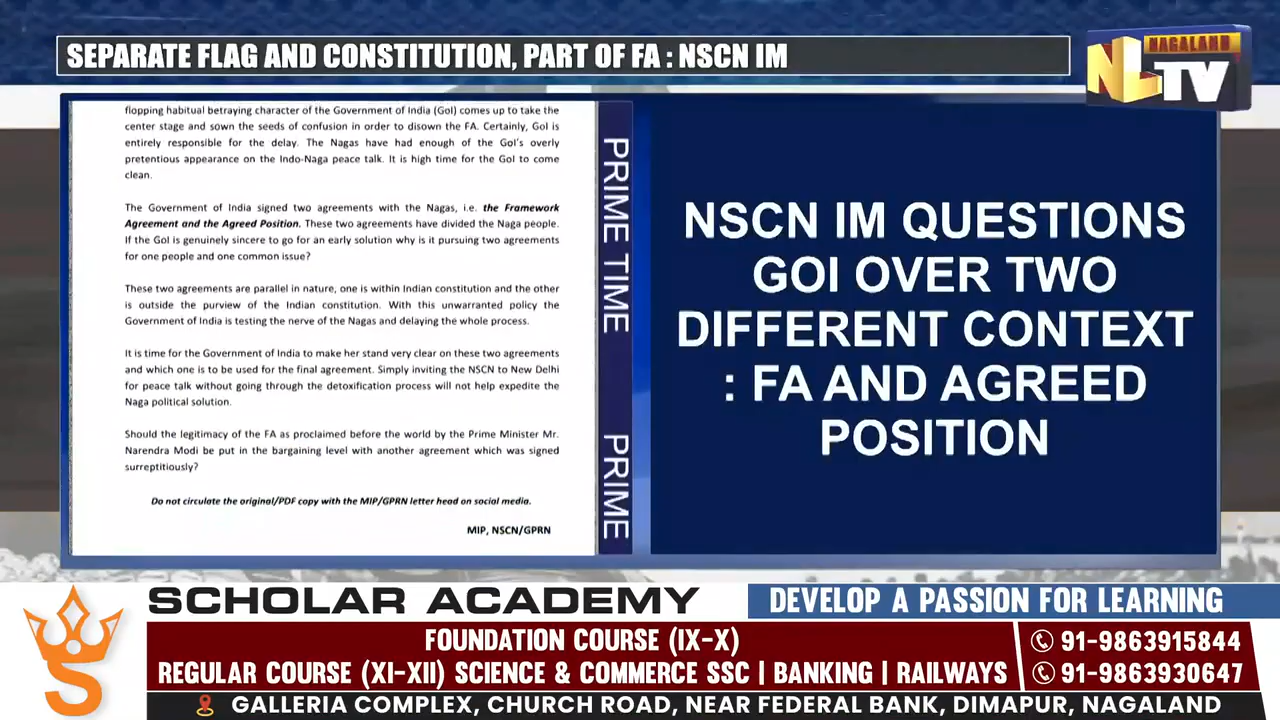 SEPARATE FLAG AND CONSTITUTION, PART OF FA : NSCN IM
NAGALAND
NL
TV
flopping habitual betraying character of the Government of India (GoI) comes up to take the
center stage and sown the seeds of confusion in order to disown the FA. Certainly, GoI is
entirely responsible for the delay. The Nagas have had enough of the GoI's overly
pretentious appearance on the Indo-Naga peace talk. It is high time for the GoI to come
clean.
The Government of India signed two agreements with the Nagas, i.e. the Framework
Agreement and the Agreed Position. These two agreements have divided the Naga people.
If the GoI is genuinely sincere to go for an early solution why is it pursuing two agreements
for one people and one common issue?
These two agreements are parallel in nature, one is within Indian constitution and the other
is outside the purview of the Indian constitution. With this unwarranted policy the
Government of India is testing the nerve of the Nagas and delaying the whole process.
It is time for the Government of India to make her stand very clear on these two agreements
and which one is to be used for the final agreement. Simply inviting the NSCN to New Delhi
for peace talk without going through the detoxification process will not help expedite the
Naga political solution.
Should the legitimacy of the FA as proclaimed before the world by the Prime Minister Mr.
Narendra Modi be put in the bargaining level with another agreement which was signed
surreptitiously?
Do not circulate the original/PDF copy with the MIP/GPRN letter head on social media.
MIP, NSCN/GPRN
PRIME TIME
PRIME
NSCN IM QUESTIONS
GOI OVER TWO
DIFFERENT CONTEXT
: FA AND AGREED
POSITION
S
SCHOLAR ACADEMY
DEVELOP A PASSION FOR LEARNING
FOUNDATION COURSE (IX-X)
REGULAR COURSE (XI-XII) SCIENCE & COMMERCE SSC | BANKING | RAILWAYS
91-9863915844
91-9863930647
GALLERIA COMPLEX, CHURCH ROAD, NEAR FEDERAL BANK, DIMAPUR, NAGALAND